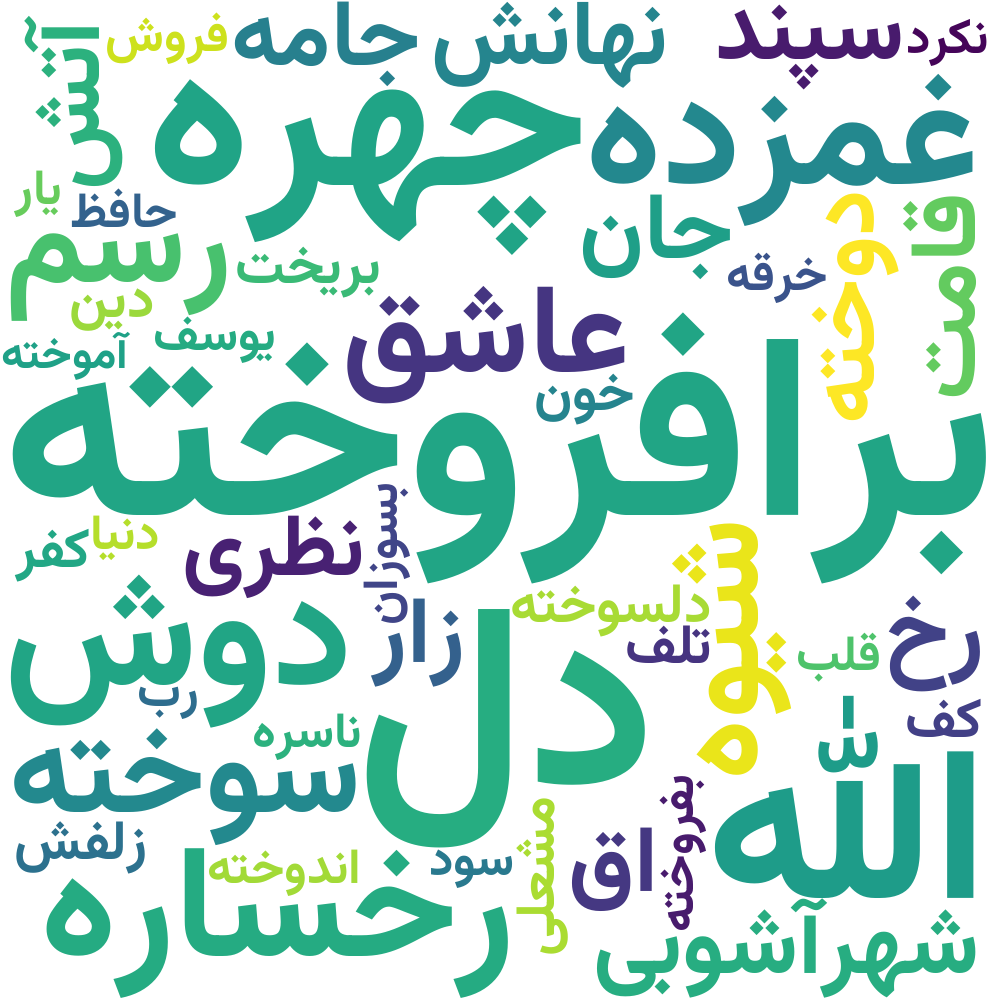 نکرد
سپند
نهانش
جامه
فروش
آتش
غمزده
چهره
یار
حافظ
جان
قامت
دوخته
رسم
بریخت
خرقه
دین
عاشق
یوسف
آموخته
خون
برافروخته
نظری
دنیا
کفر
بسوزان
شیوه
دلسوخته
زار
دوش
رخ
تلف
قلب
رب
دل
کف
ناسره
سوخته
الله
بفروخته
مشعلی
اق
زلفش
سود
اندوخته
رخساره
شهرآشوبی